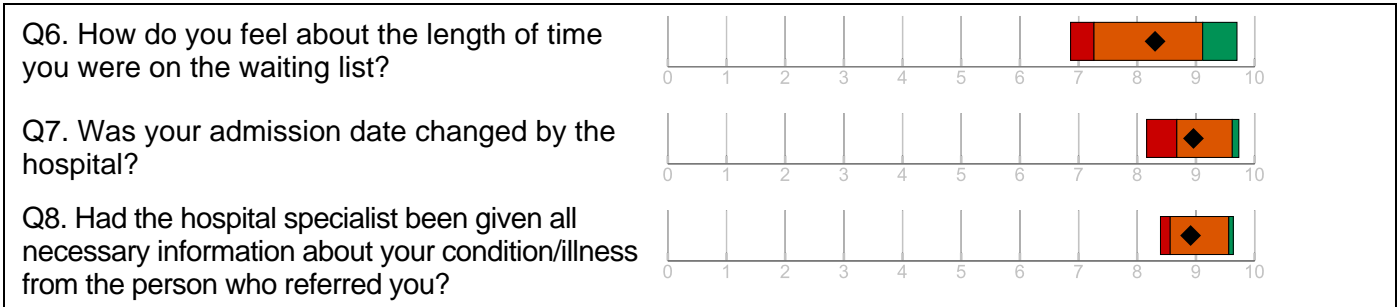 Q6. How do you feel about the length of time
you were on the waiting list?
0 1 2 3 4 5 6 7 8 9 10
Q7. Was your admission date changed by the
hospital?
0 1 2 3 4 5 6 7 8 9 10
Q8. Had the hospital specialist been given all
necessary information about your condition/illness
from the person who referred you?
0 1 2 3 4 5 6 7 8 9 10